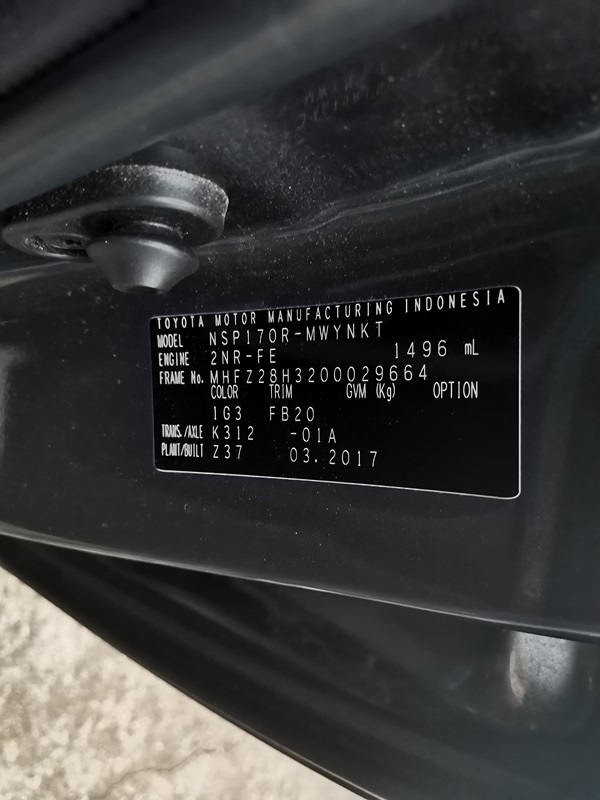 TOYOTA MOTOR MANUFACTURING INDONESIA
MODEL NSP170R-MWYNKT
ENGINE 2NR-FE 1496 mL
FRAME No. MHFZ28H3200029664
COLOR TRIM GVM (Kg) OPTION
1G3 FB20
TRANS./AXLE K312 -01A
PLANT/BUILT Z37 03.2017